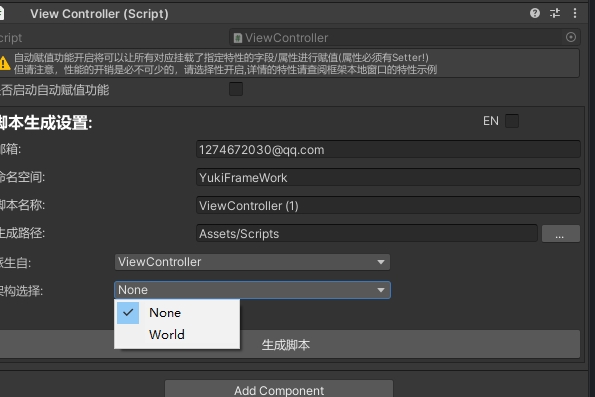 View Controller (Script)
cript
ViewController
自动赋值功能开启将可以让所有对应挂载了指定特性的字段/属性进行赋值(属性必须有Setter!)
但请注意，性能的开销是必不可少的，请选择性开启,详情的特性请查阅框架本地窗口的特性示例
是否启动自动赋值功能
脚本生成设置:
EN
邮箱:
1274672030@qq.com
命名空间:
YukiFrameWork
脚本名称:
ViewController (1)
生成路径:
Assets/Scripts
...
派生自:
ViewController
架构选择:
None
None
World
生成脚本
Add Component